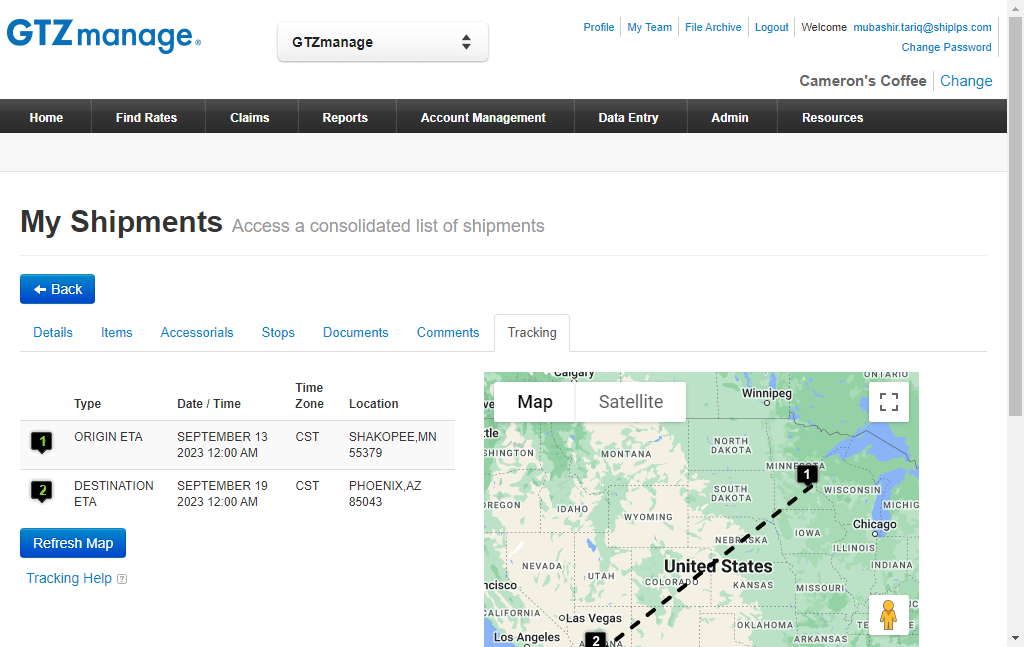 GTZmanage®
GTZmanage
Profile My Team File Archive Logout Welcome mubashir.tariq@shiplps.com
Change Password
Cameron's Coffee Change
Home Find Rates Claims Reports Account Management Data Entry Admin Resources
My Shipments Access a consolidated list of shipments
Back
Details Items Accessorials Stops Documents Comments Tracking
Type Date / Time Time Zone Location
1 ORIGIN ETA SEPTEMBER 13 CST SHAKOPEE,MN
2023 12:00 AM 55379
2 DESTINATION SEPTEMBER 19 CST PHOENIX,AZ
ETA 2023 12:00 AM 85043
Refresh Map
Tracking Help ?
Calgary
ONTARIO
Map Satellite
Winnipeg
ttle
SHINGTON
MONTANA
NORTH
DAKOTA
MINNESOTA
1
SOUTH
DAKOTA
WISCONSIN
MICHIG
OREGON
IDAHO
WYOMING
Chicago
IOWA
NEBRASKA
ILLINOIS
INDIANA
NEVADA
United States
UTAH
COLORADO
KANSAS
MISSOURI
ncisco
CALIFORNIA
Las Vegas
OKLAHOMA
TE
NC
Los Angeles
2
ARIZONA
ARKANSAS